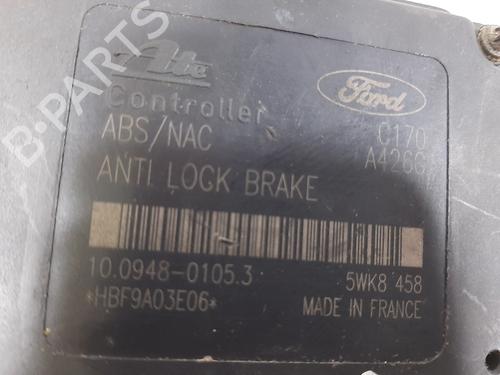 Ate
Ford
Controller
C170
ABS/NAC
A426G
ANTI LOCK BRAKE
10.0948-0105.3
5WK8 458
*HBF9A03E06*
MADE IN FRANCE
B-PARTS